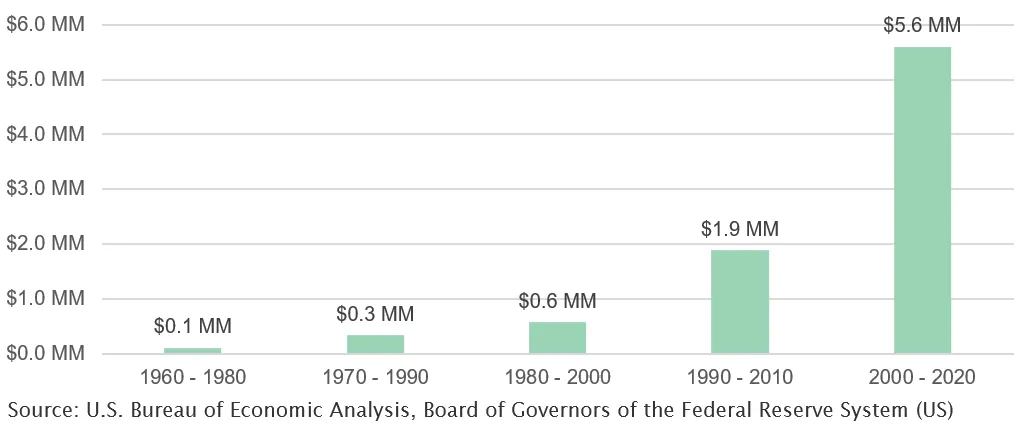 $6.0 MM
$5.0 MM
$4.0 MM
$3.0 MM
$2.0 MM
$1.0 MM
$0.0 MM
$0.1 MM
$0.3 MM
$0.6 MM
$1.9 MM
$5.6 MM
1960 - 1980
1970 - 1990
1980 - 2000
1990 - 2010
2000 - 2020
Source: U.S. Bureau of Economic Analysis, Board of Governors of the Federal Reserve System (US)